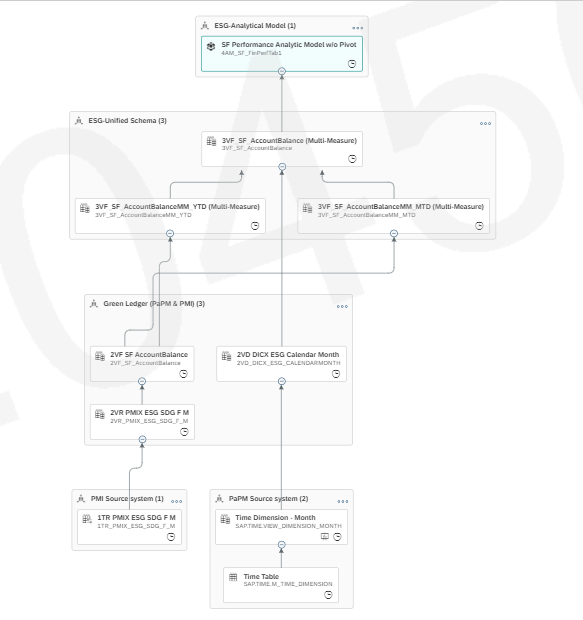 ESG-Analytical Model (1)
SF Performance Analytic Model w/o Pivot
4AM_SF_FinPerfTab1
ESG-Unified Schema (3)
3VF_SF_AccountBalance (Multi-Measure)
3VF_SF_AccountBalance
3VF_SF_AccountBalanceMM_YTD (Multi-Measure)
3VF_SF_AccountBalanceMM_YTD
3VF_SF_AccountBalanceMM_MTD (Multi-Measure)
3VF_SF_AccountBalanceMM_MTD
Green Ledger (PaPM & PMI) (3)
2VF SF AccountBalance
2VF_SF_AccountBalance
2VD DICX ESG Calendar Month
2VD_DICX_ESG_CALENDARMONTH
2VR PMIX ESG SDG F M
2VR_PMIX_ESG_SDG_F_M
PMI Source system (1)
1TR PMIX ESG SDG F M
1TR_PMIX_ESG_SDG_F_M
PaPM Source system (2)
Time Dimension - Month
SAP.TIME.VIEW_DIMENSION_MONTH
Time Table
SAP.TIME.M_TIME_DIMENSION